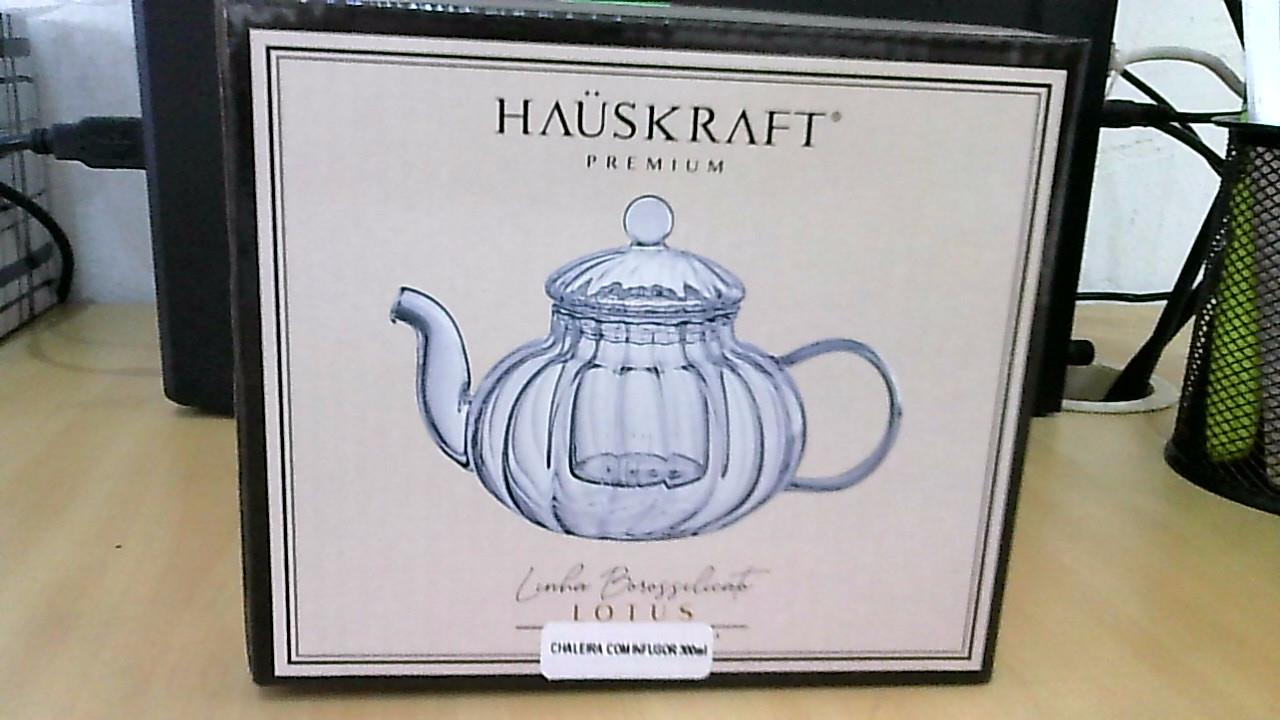 HAÜSKRAFT®
PREMIUM
Linha Borossilicato
LOTUS
CHALEIRA COM INFUSOR 300ml